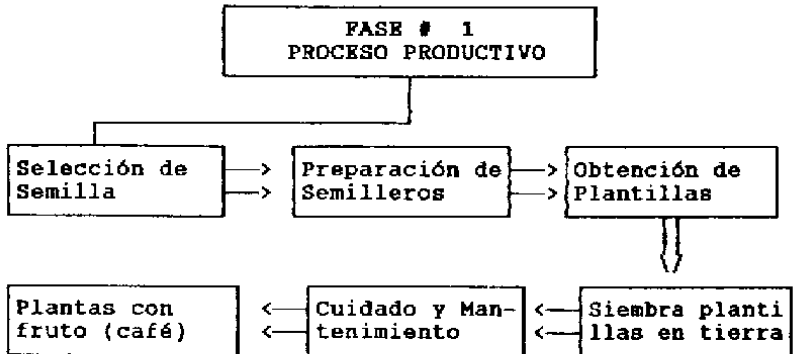 FASE # 1
PROCESO PRODUCTIVO
Selección de
Semilla
Preparación de
Semilleros
Obtención de
Plantillas
Plantas con
fruto (café)
Cuidado y Man-
tenimiento
Siembra planti
llas en tierra